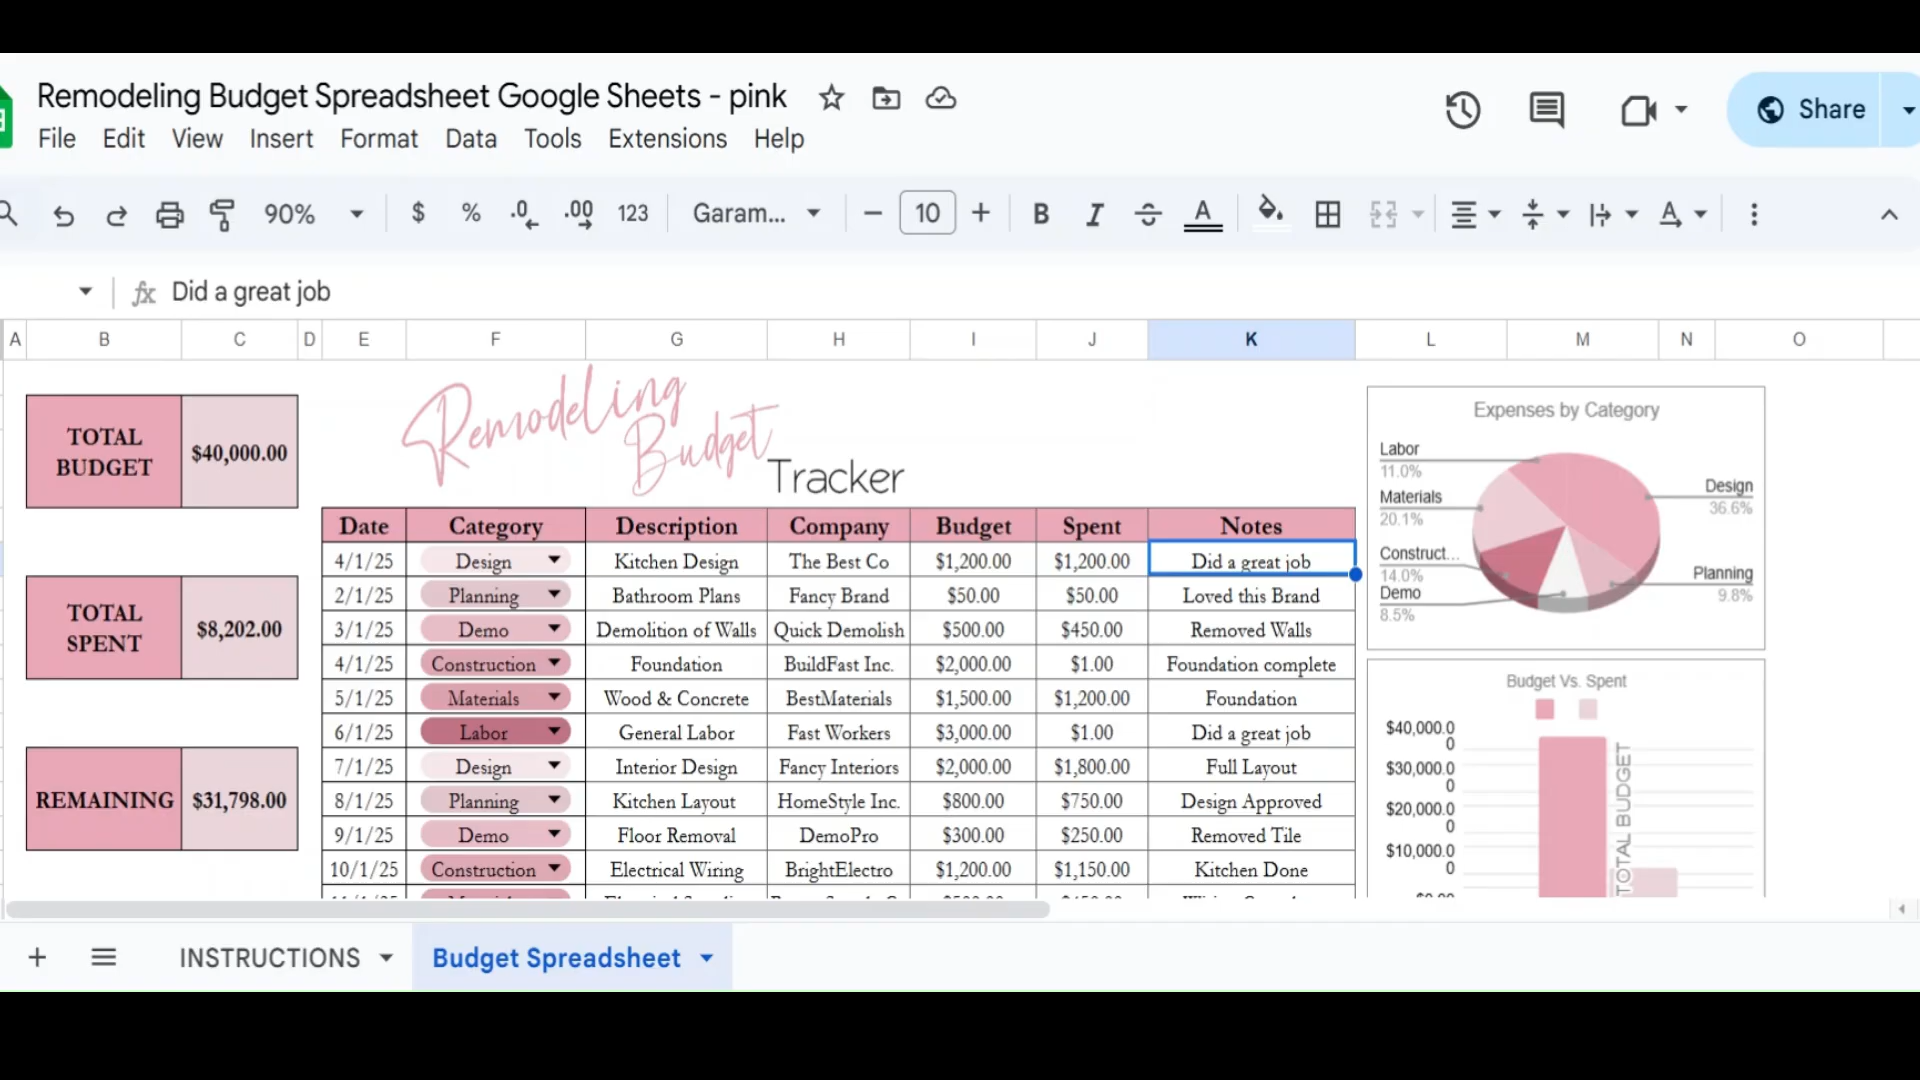 Remodeling Budget Spreadsheet Google Sheets - pink
File Edit View Insert Format Data Tools Extensions Help
Share
90% $ % .0 .00 123 Garam... 10 B I S A A
fx Did a great job
A B C D E F G H I J K L M N O
Remodeling
Budget
Tracker
TOTAL
BUDGET
$40,000.00
TOTAL
SPENT
$8,202.00
REMAINING
$31,798.00
Date Category Description Company Budget Spent Notes
4/1/25 Design Kitchen Design The Best Co $1,200.00 $1,200.00 Did a great job
2/1/25 Planning Bathroom Plans Fancy Brand $50.00 $50.00 Loved this Brand
3/1/25 Demo Demolition of Walls Quick Demolish $500.00 $450.00 Removed Walls
4/1/25 Construction Foundation BuildFast Inc. $2,000.00 $1.00 Foundation complete
5/1/25 Materials Wood & Concrete BestMaterials $1,500.00 $1,200.00 Foundation
6/1/25 Labor General Labor Fast Workers $3,000.00 $1.00 Did a great job
7/1/25 Design Interior Design Fancy Interiors $2,000.00 $1,800.00 Full Layout
8/1/25 Planning Kitchen Layout HomeStyle Inc. $800.00 $750.00 Design Approved
9/1/25 Demo Floor Removal DemoPro $300.00 $250.00 Removed Tile
10/1/25 Construction Electrical Wiring BrightElectro $1,200.00 $1,150.00 Kitchen Done
Expenses by Category
Labor
11.0%
Materials
20.1%
Construct...
14.0%
Demo
8.5%
Design
36.6%
Planning
9.8%
Budget Vs. Spent
$40,000.0
0
$30,000.0
0
$20,000.0
0
$10,000.0
0
TOTAL BUDGET
INSTRUCTIONS Budget Spreadsheet